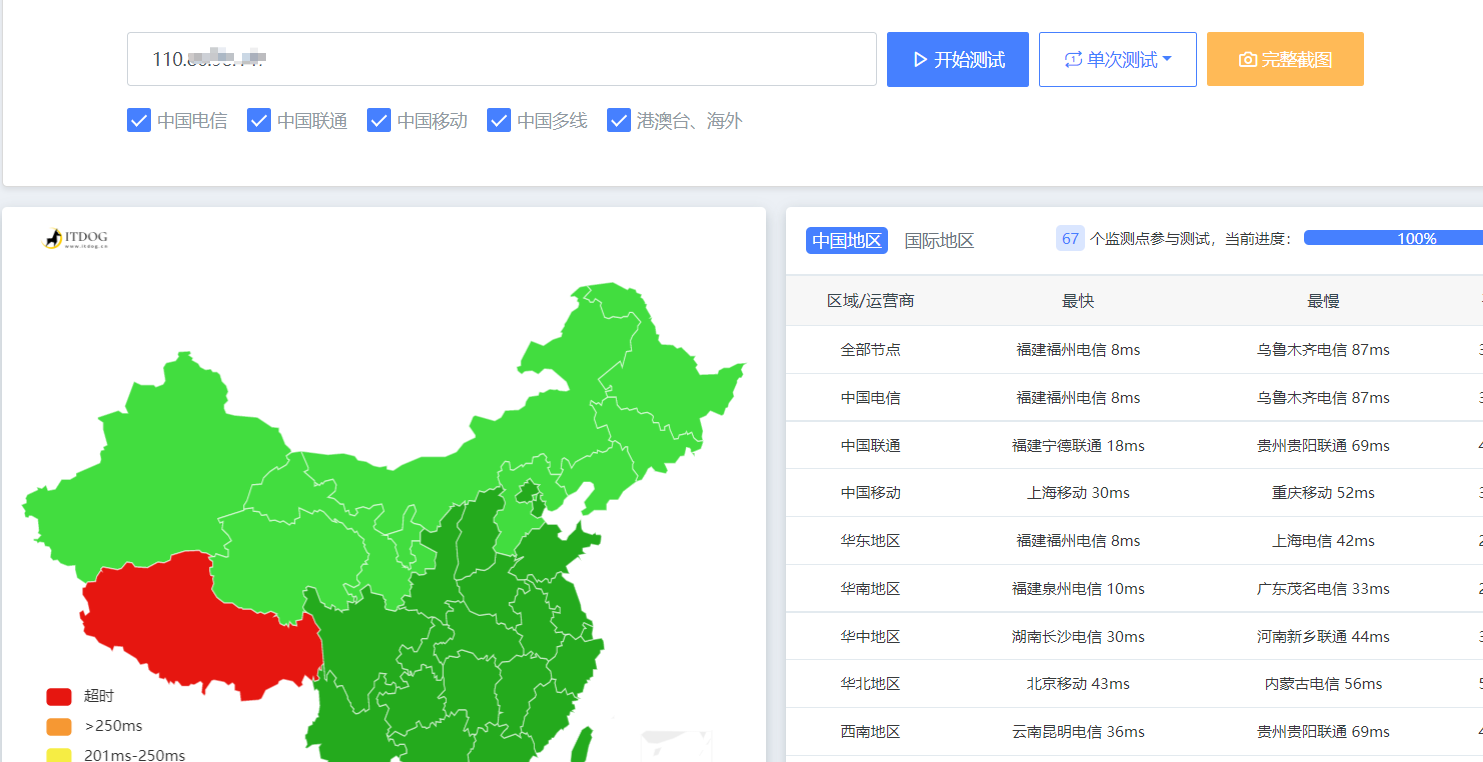 110.
开始测试
单次测试
完整截图
中国电信 中国联通 中国移动 中国多线 港澳台、海外
ITDOG
www.itdog.cn
超时
>250ms
201ms-250ms
中国地区 国际地区 67 个监测点参与测试，当前进度： 100%
区域/运营商 最快 最慢
全部节点 福建福州电信 8ms 乌鲁木齐电信 87ms
中国电信 福建福州电信 8ms 乌鲁木齐电信 87ms
中国联通 福建宁德联通 18ms 贵州贵阳联通 69ms
中国移动 上海移动 30ms 重庆移动 52ms
华东地区 福建福州电信 8ms 上海电信 42ms
华南地区 福建泉州电信 10ms 广东茂名电信 33ms
华中地区 湖南长沙电信 30ms 河南新乡联通 44ms
华北地区 北京移动 43ms 内蒙古电信 56ms
西南地区 云南昆明电信 36ms 贵州贵阳联通 69ms